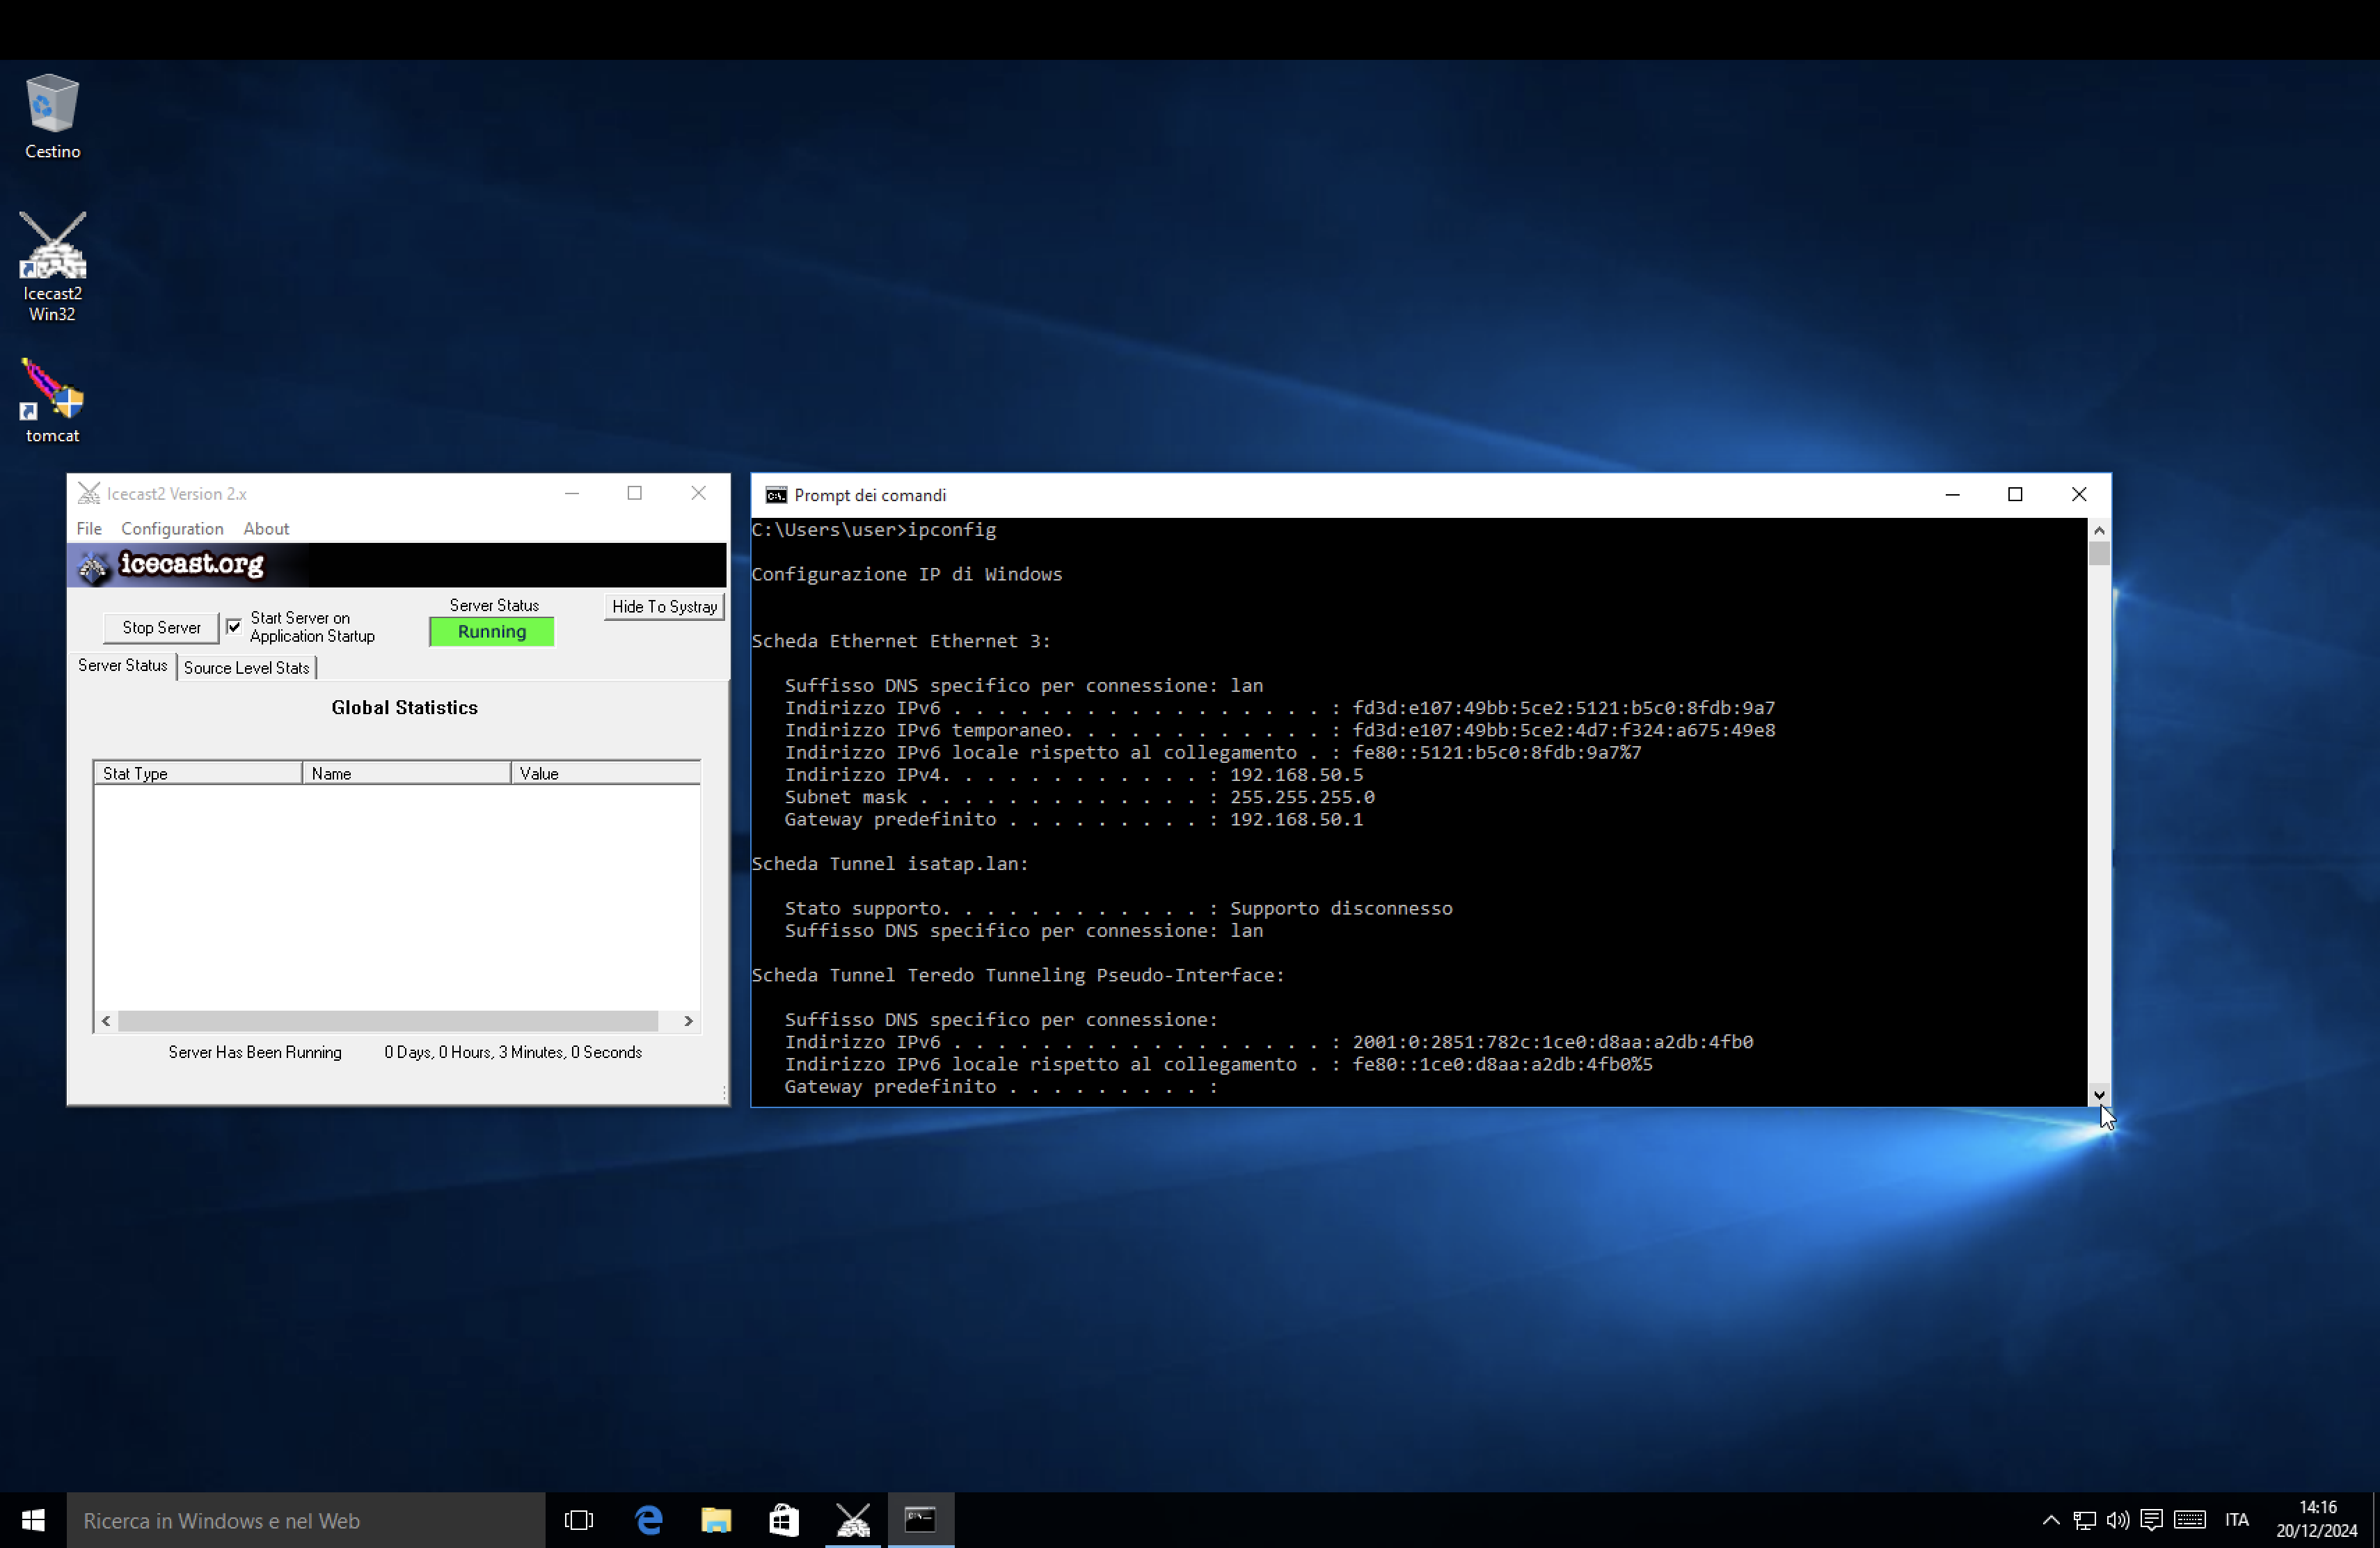 Cestino
Icecast2
Win32
tomcat
Icecast2 Version 2.x
File Configuration About
icecast.org
Stop Server
Start Server on
Application Startup
Server Status
Running
Hide To Systray
Server Status Source Level Stats
Global Statistics
Stat Type Name Value
Server Has Been Running 0 Days, 0 Hours, 3 Minutes, 0 Seconds
Prompt dei comandi
C:\Users\user>ipconfig
Configurazione IP di Windows
Scheda Ethernet Ethernet 3:
Suffisso DNS specifico per connessione: lan
Indirizzo IPv6 . . . . . . . . . . . . . . . . . : fd3d:e107:49bb:5ce2:5121:b5c0:8fdb:9a7
Indirizzo IPv6 temporaneo. . . . . . . . . . . . : fd3d:e107:49bb:5ce2:4d7:f324:a675:49e8
Indirizzo IPv6 locale rispetto al collegamento . : fe80::5121:b5c0:8fdb:9a7%7
Indirizzo IPv4. . . . . . . . . . . . : 192.168.50.5
Subnet mask . . . . . . . . . . . . . : 255.255.255.0
Gateway predefinito . . . . . . . . . : 192.168.50.1
Scheda Tunnel isatap.lan:
Stato supporto. . . . . . . . . . . . : Supporto disconnesso
Suffisso DNS specifico per connessione: lan
Scheda Tunnel Teredo Tunneling Pseudo-Interface:
Suffisso DNS specifico per connessione:
Indirizzo IPv6 . . . . . . . . . . . . . . . . . : 2001:0:2851:782c:1ce0:d8aa:a2db:4fb0
Indirizzo IPv6 locale rispetto al collegamento . : fe80::1ce0:d8aa:a2db:4fb0%5
Gateway predefinito . . . . . . . . . :
Ricerca in Windows e nel Web
ITA
14:16
20/12/2024